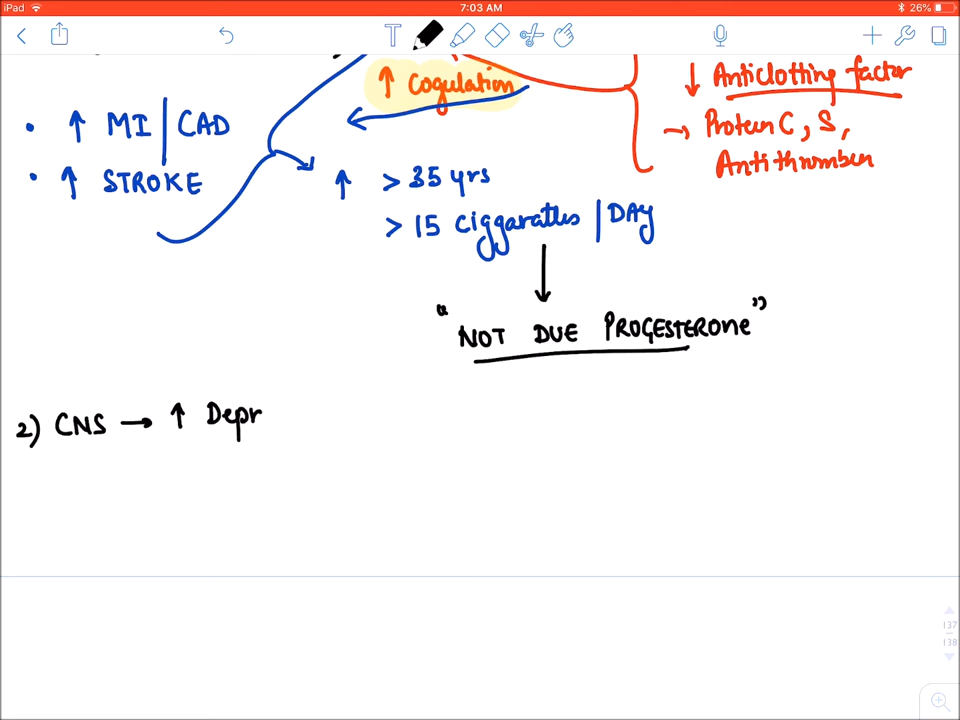 iPad 7:03 AM 26%
T
↑ Cogulation
↓ Anticlotting factor
→ Protein C, S,
Antithromben
• ↑ MI | CAD
• ↑ STROKE
↑ > 35 yrs
> 15 Ciggarattes | DAY
↓
"NOT DUE PROGESTERONE"
2) CNS → ↑ Depr
137
138